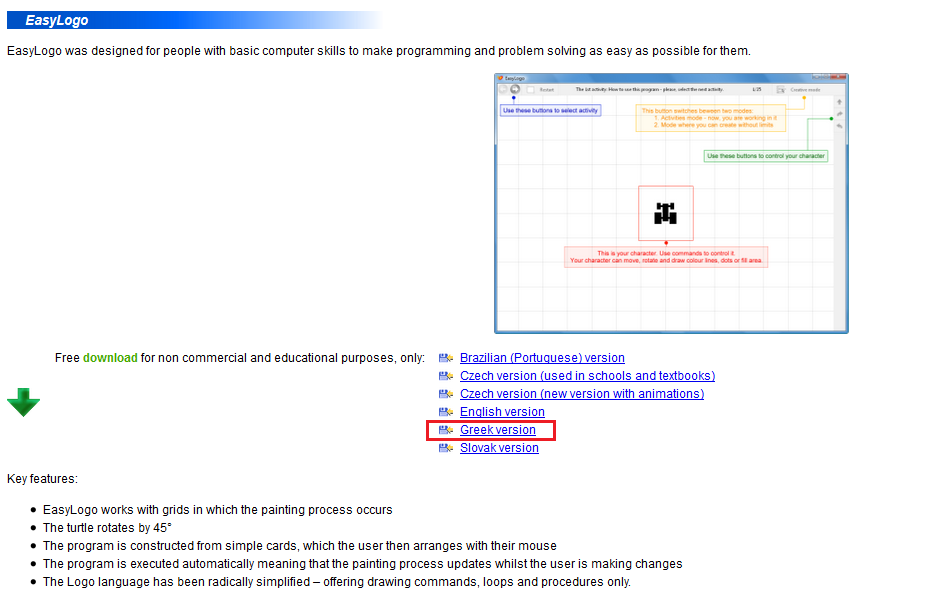 EasyLogo
EasyLogo was designed for people with basic computer skills to make programming and problem solving as easy as possible for them.
EasyLogo
Restart
The 1st activity: How to use this program - please, select the next activity.
1/25
Creative mode
Use these buttons to select activity
This button switches beween two modes:
1. Activities mode - now, you are working in it
2. Mode where you can create without limits
Use these buttons to control your character
This is your character. Use commands to control it.
Your character can move, rotate and draw colour lines, dots or fill area.
Free download for non commercial and educational purposes, only:
Brazilian (Portuguese) version
Czech version (used in schools and textbooks)
Czech version (new version with animations)
English version
Greek version
Slovak version
Key features:
• EasyLogo works with grids in which the painting process occurs
• The turtle rotates by 45°
• The program is constructed from simple cards, which the user then arranges with their mouse
• The program is executed automatically meaning that the painting process updates whilst the user is making changes
• The Logo language has been radically simplified – offering drawing commands, loops and procedures only.